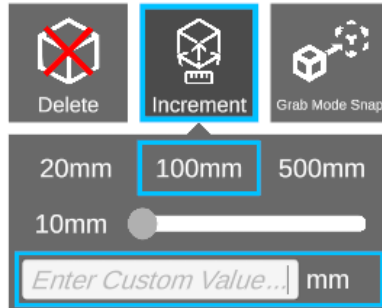 Delete Increment Grab Mode Snap
20mm 100mm 500mm
10mm
Enter Custom Value... mm